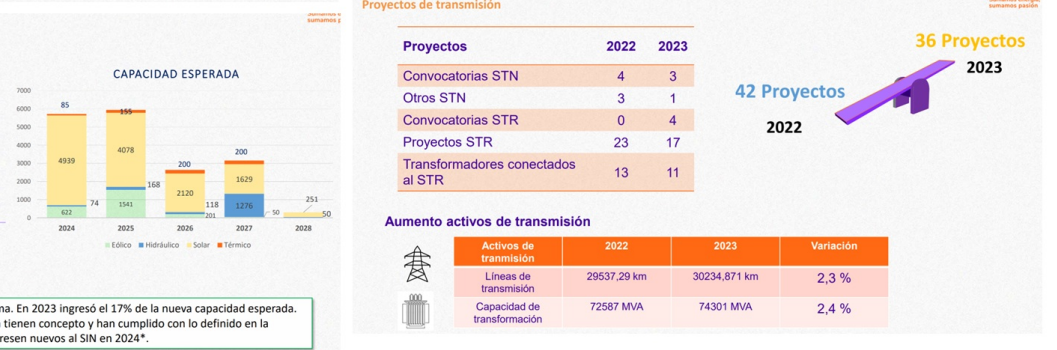 sumamos pasión
CAPACIDAD ESPERADA
7000
6000
5000
4000
3000
2000
1000
0
85
4939
74
622
2024
155
4078
168
1541
2025
200
2120
118
201
2026
200
1629
1276
50
2027
251
50
2028
Eólico Hidráulico Solar Térmico
ma. En 2023 ingresó el 17% de la nueva capacidad esperada.
tienen concepto y han cumplido con lo definido en la
resen nuevos al SIN en 2024*.
Proyectos de transmisión
sumamos pasión
Proyectos 2022 2023
Convocatorias STN 4 3
Otros STN 3 1
Convocatorias STR 0 4
Proyectos STR 23 17
Transformadores conectados
al STR 13 11
36 Proyectos
2023
42 Proyectos
2022
Aumento activos de transmisión
Activos de
tranmisión 2022 2023 Variación
Líneas de
transmisión 29537,29 km 30234,871 km 2,3 %
Capacidad de
transformación 72587 MVA 74301 MVA 2,4 %